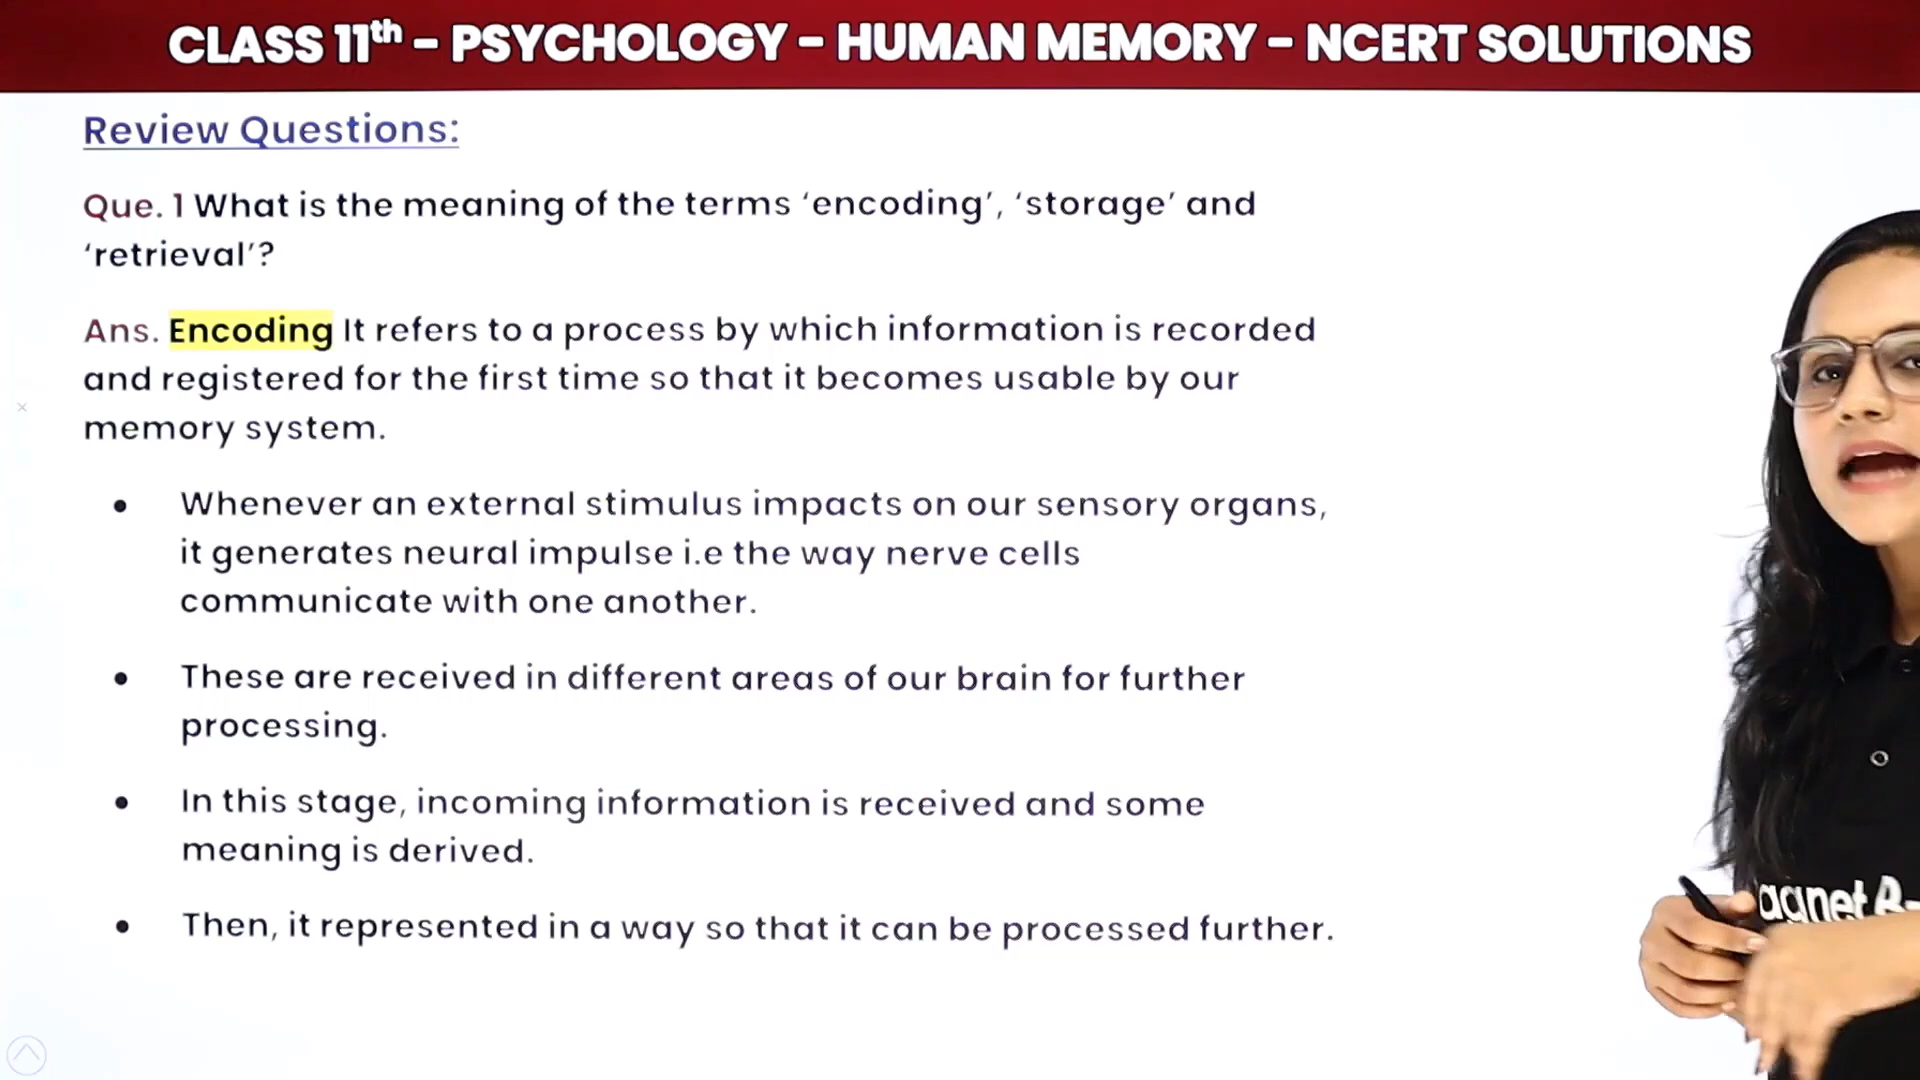 CLASS 11th – PSYCHOLOGY – HUMAN MEMORY – NCERT SOLUTIONS
Review Questions:
Que. 1 What is the meaning of the terms ‘encoding’, ‘storage’ and
‘retrieval’?
Ans. Encoding It refers to a process by which information is recorded
and registered for the first time so that it becomes usable by our
memory system.
• Whenever an external stimulus impacts on our sensory organs,
it generates neural impulse i.e the way nerve cells
communicate with one another.
• These are received in different areas of our brain for further
processing.
• In this stage, incoming information is received and some
meaning is derived.
• Then, it represented in a way so that it can be processed further.